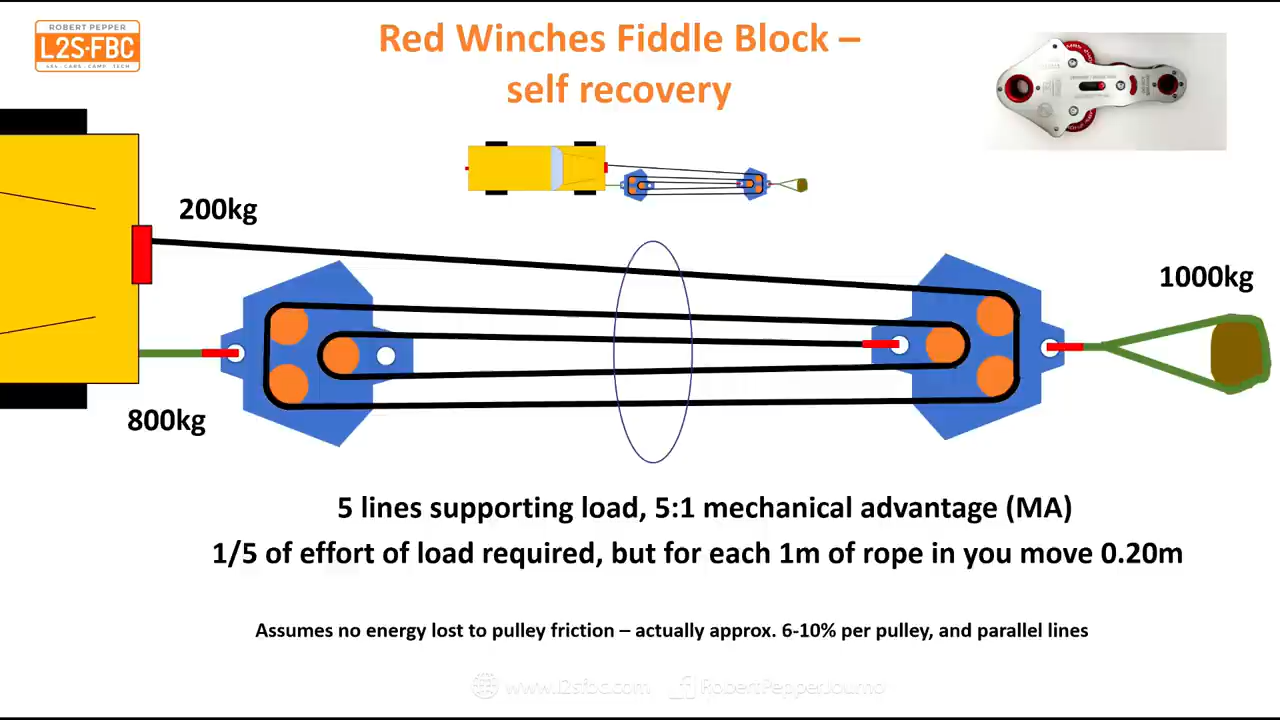 ROBERT PEPPER
L2S-FBC
4X4 - CARS - CAMP - TECH
Red Winches Fiddle Block –
self recovery
200kg
1000kg
800kg
5 lines supporting load, 5:1 mechanical advantage (MA)
1/5 of effort of load required, but for each 1m of rope in you move 0.20m
Assumes no energy lost to pulley friction – actually approx. 6-10% per pulley, and parallel lines
www.l2sfbc.com
RobertPepperJourno